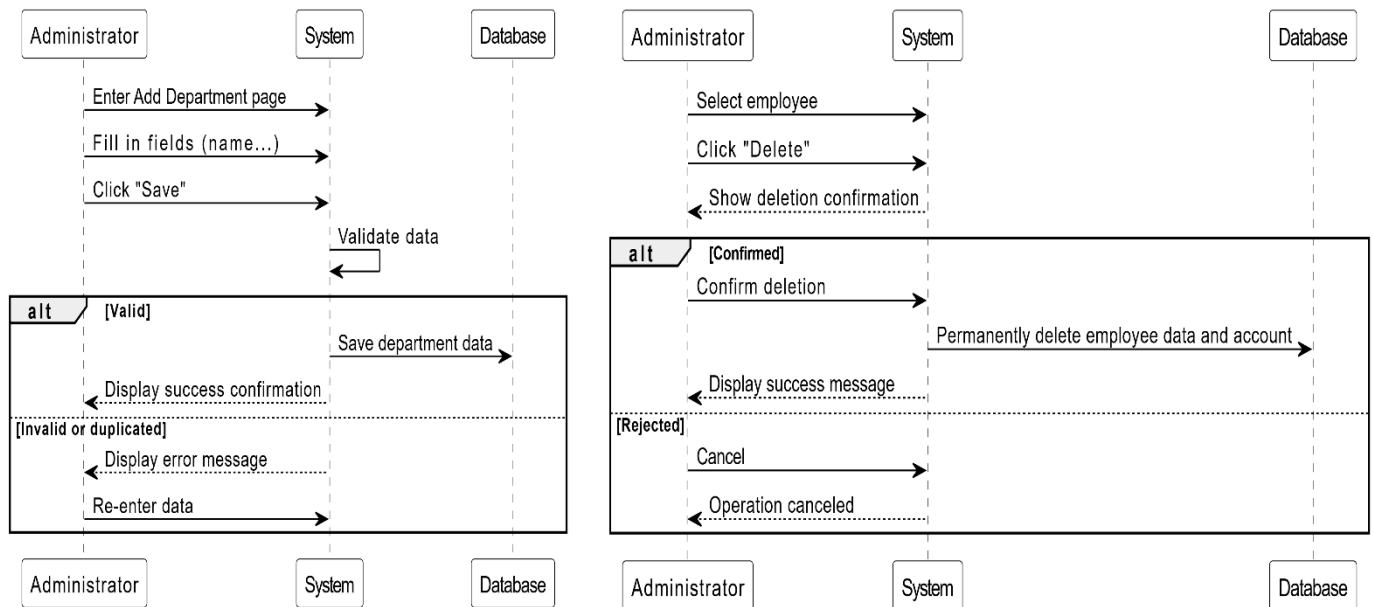 Administrator
System
Database
Enter Add Department page
Fill in fields (name...)
Click "Save"
Validate data
alt
[Valid]
Save department data
Display success confirmation
[Invalid or duplicated]
Display error message
Re-enter data
Administrator
System
Database
Administrator
System
Database
Select employee
Click "Delete"
Show deletion confirmation
alt
[Confirmed]
Confirm deletion
Permanently delete employee data and account
Display success message
[Rejected]
Cancel
Operation canceled
Administrator
System
Database